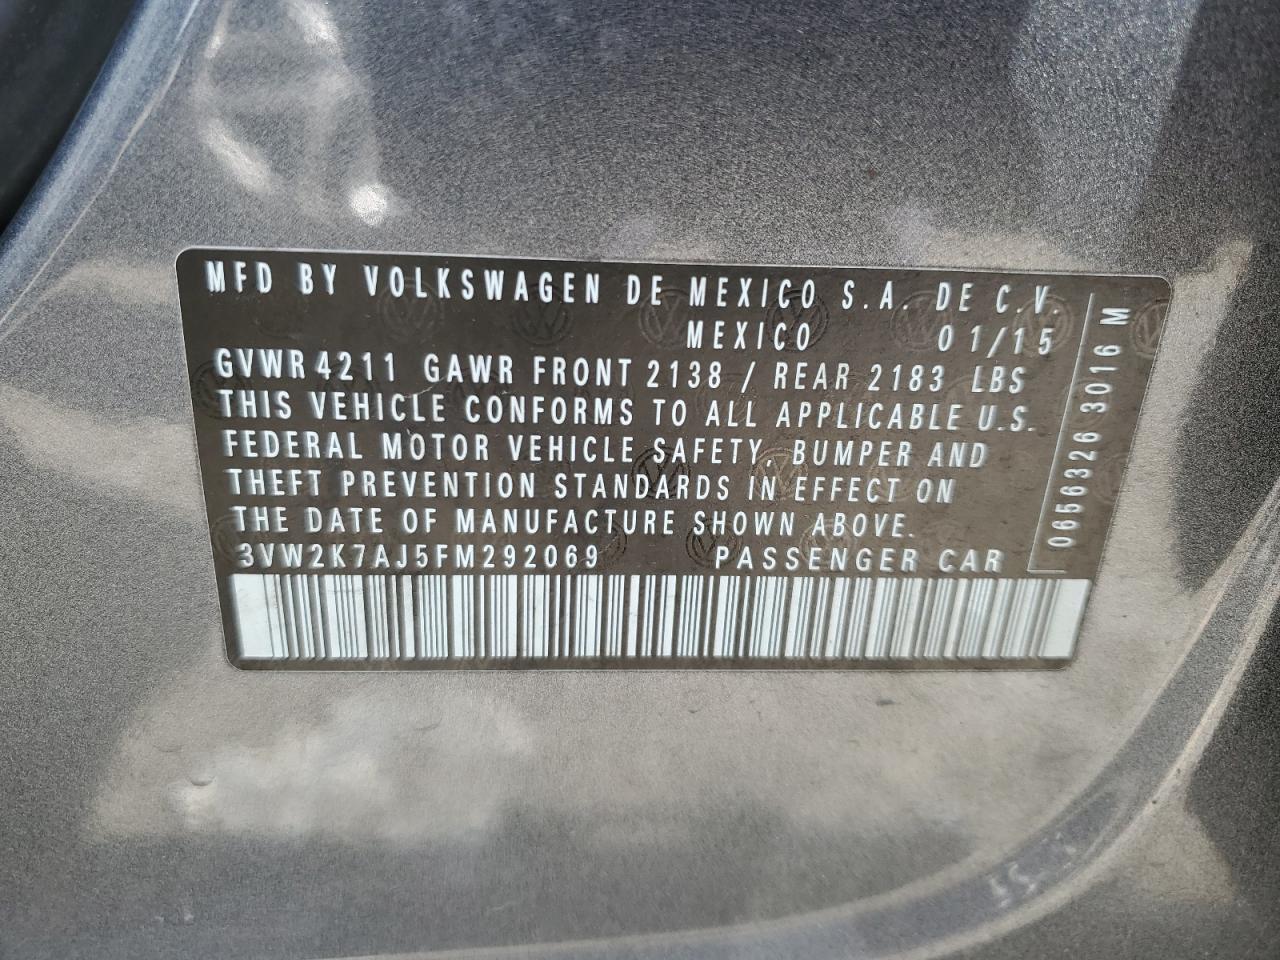 MFD BY VOLKSWAGEN DE MEXICO S.A. DE C.V.
MEXICO 01/15
GVWR 4211 GAWR FRONT 2138 / REAR 2183 LBS
THIS VEHICLE CONFORMS TO ALL APPLICABLE U.S.
FEDERAL MOTOR VEHICLE SAFETY, BUMPER AND
THEFT PREVENTION STANDARDS IN EFFECT ON
THE DATE OF MANUFACTURE SHOWN ABOVE.
3VW2K7AJ5FM292069 PASSENGER CAR
0656326 3016 M